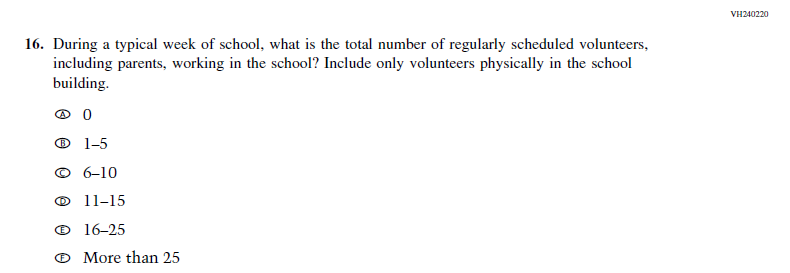 VH240220
16. During a typical week of school, what is the total number of regularly scheduled volunteers,
including parents, working in the school? Include only volunteers physically in the school
building.
Ⓐ 0
Ⓑ 1–5
Ⓒ 6–10
Ⓓ 11–15
Ⓔ 16–25
Ⓕ More than 25